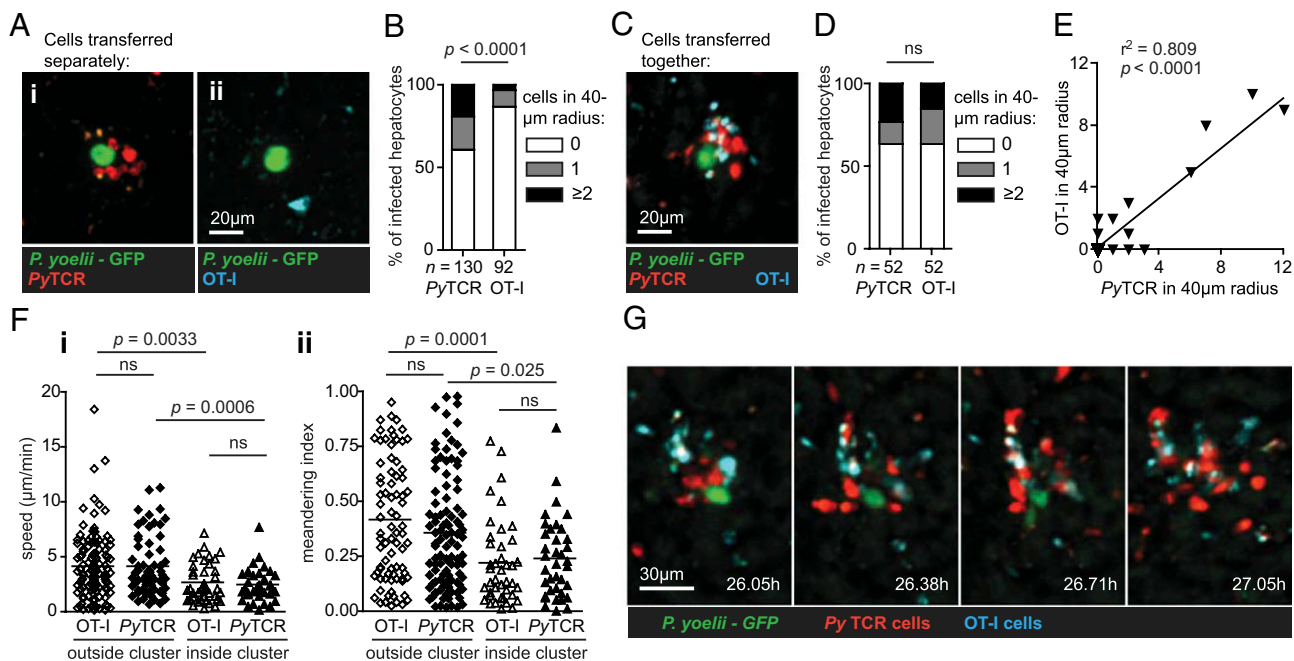 A
Cells transferred
separately:
i
ii
20µm
P. yoelii - GFP
PyTCR
P. yoelii - GFP
OT-I
B
p < 0.0001
% of infected hepatocytes
100
50
0
n = 130
92
PyTCR
OT-I
cells in 40-
µm radius:
0
1
≥2
C
Cells transferred
together:
20µm
P. yoelii - GFP
PyTCR
OT-I
D
ns
% of infected hepatocytes
100
50
0
n = 52
52
PyTCR
OT-I
cells in 40-
µm radius:
0
1
≥2
E
r² = 0.809
p < 0.0001
OT-I in 40µm radius
12
8
4
0
0
4
8
12
PyTCR in 40µm radius
F
i
p = 0.0033
ns
p = 0.0006
ns
speed (µm/min)
20
15
10
5
0
OT-I
PyTCR
OT-I
PyTCR
outside cluster
inside cluster
ii
p = 0.0001
ns
p = 0.025
ns
meandering index
1.00
0.75
0.50
0.25
0.00
OT-I
PyTCR
OT-I
PyTCR
outside cluster
inside cluster
G
30µm
26.05h
26.38h
26.71h
27.05h
P. yoelii - GFP
Py TCR cells
OT-I cells